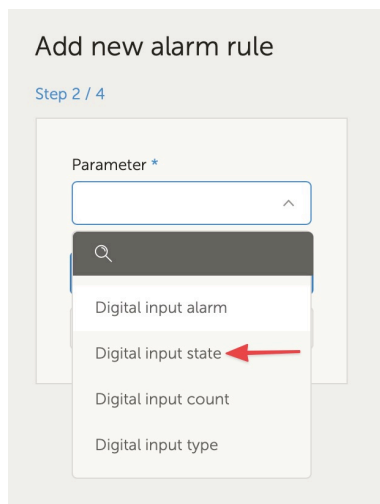 Add new alarm rule
Step 2 / 4
Parameter *
Digital input alarm
Digital input state
Digital input count
Digital input type